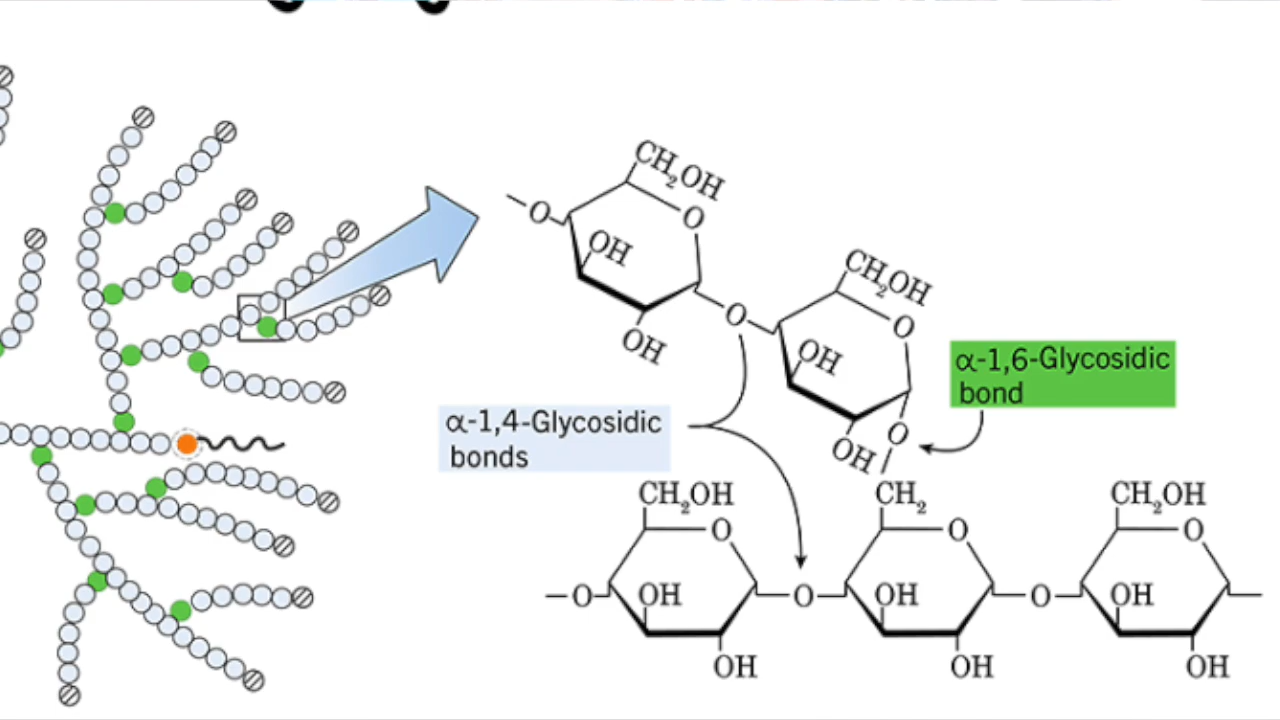 CH₂OH
O
O
OH
OH
O
CH₂OH
O
OH
OH
O
α-1,6-Glycosidic
bond
α-1,4-Glycosidic
bonds
CH₂OH
CH₂
CH₂OH
O
O
O
O
OH
O
OH
O
OH
OH
OH
OH